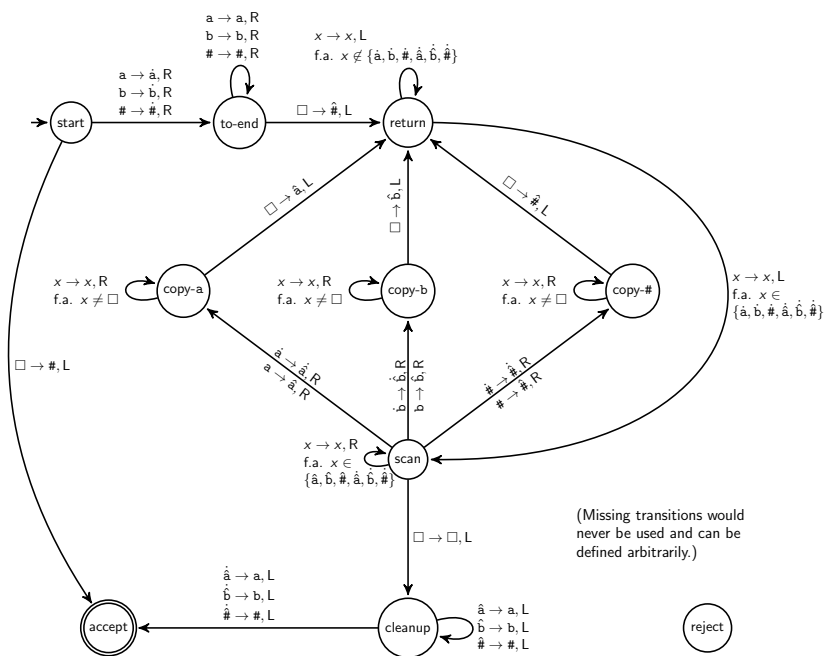 a → ȧ, R
b → ḃ, R
# → #̇, R
a → a, R
b → b, R
# → #, R
x → x, L
f.a. x ∉ {ȧ, ḃ, #̇, â̇, b̂̇, #̂̇}
start
to-end
□ → #̂, L
return
□ → â, L
□ → b̂, L
□ → #̂, L
x → x, R
f.a. x ≠ □
copy-a
x → x, R
f.a. x ≠ □
copy-b
x → x, R
f.a. x ≠ □
copy-#
x → x, L
f.a. x ∈
{ȧ, ḃ, #̇, â̇, b̂̇, #̂̇}
□ → #, L
ȧ → â̇, R
a → â, R
ḃ → b̂̇, R
b → b̂, R
#̇ → #̂̇, R
# → #̂, R
x → x, R
f.a. x ∈
{â, b̂, #̂, â̇, b̂̇, #̂̇}
scan
□ → □, L
(Missing transitions would
never be used and can be
defined arbitrarily.)
â̇ → a, L
b̂̇ → b, L
#̂̇ → #, L
accept
cleanup
â → a, L
b̂ → b, L
#̂ → #, L
reject